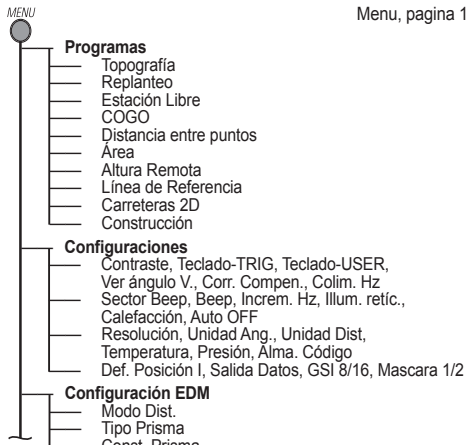 MENU
Menu, pagina 1
Programas
Topografía
Replanteo
Estación Libre
COGO
Distancia entre puntos
Área
Altura Remota
Línea de Referencia
Carreteras 2D
Construcción
Configuraciones
Contraste, Teclado-TRIG, Teclado-USER,
Ver ángulo V., Corr. Compen., Colim. Hz
Sector Beep, Beep, Increm. Hz, Illum. retíc.,
Calefacción, Auto OFF
Resolución, Unidad Ang., Unidad Dist,
Temperatura, Presión, Alma. Código
Def. Posición I, Salida Datos, GSI 8/16, Mascara 1/2
Configuración EDM
Modo Dist.
Tipo Prisma
Const. Prisma